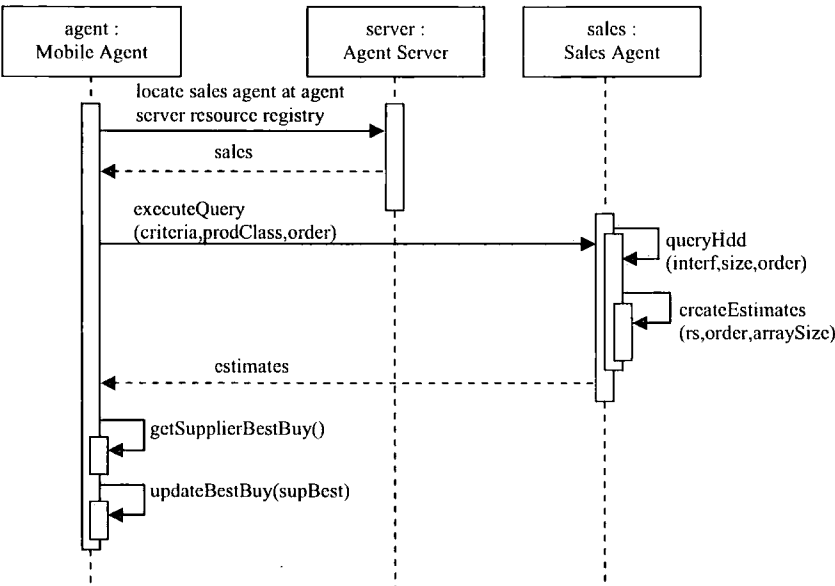 agent :
Mobile Agent
server :
Agent Server
sales :
Sales Agent
locate sales agent at agent
server resource registry
sales
executeQuery
(criteria,prodClass,order)
queryHdd
(interf,size,order)
createEstimates
(rs,order,arraySize)
estimates
getSupplierBestBuy()
updateBestBuy(supBest)